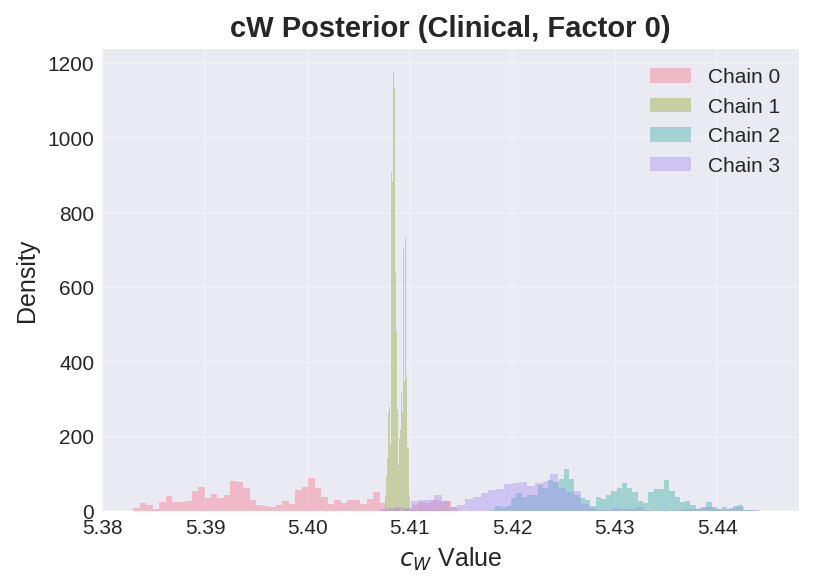 cW Posterior (Clinical, Factor 0)
1200
1000
800
600
400
200
0
Density
Chain 0
Chain 1
Chain 2
Chain 3
5.38 5.39 5.40 5.41 5.42 5.43 5.44
c_W Value